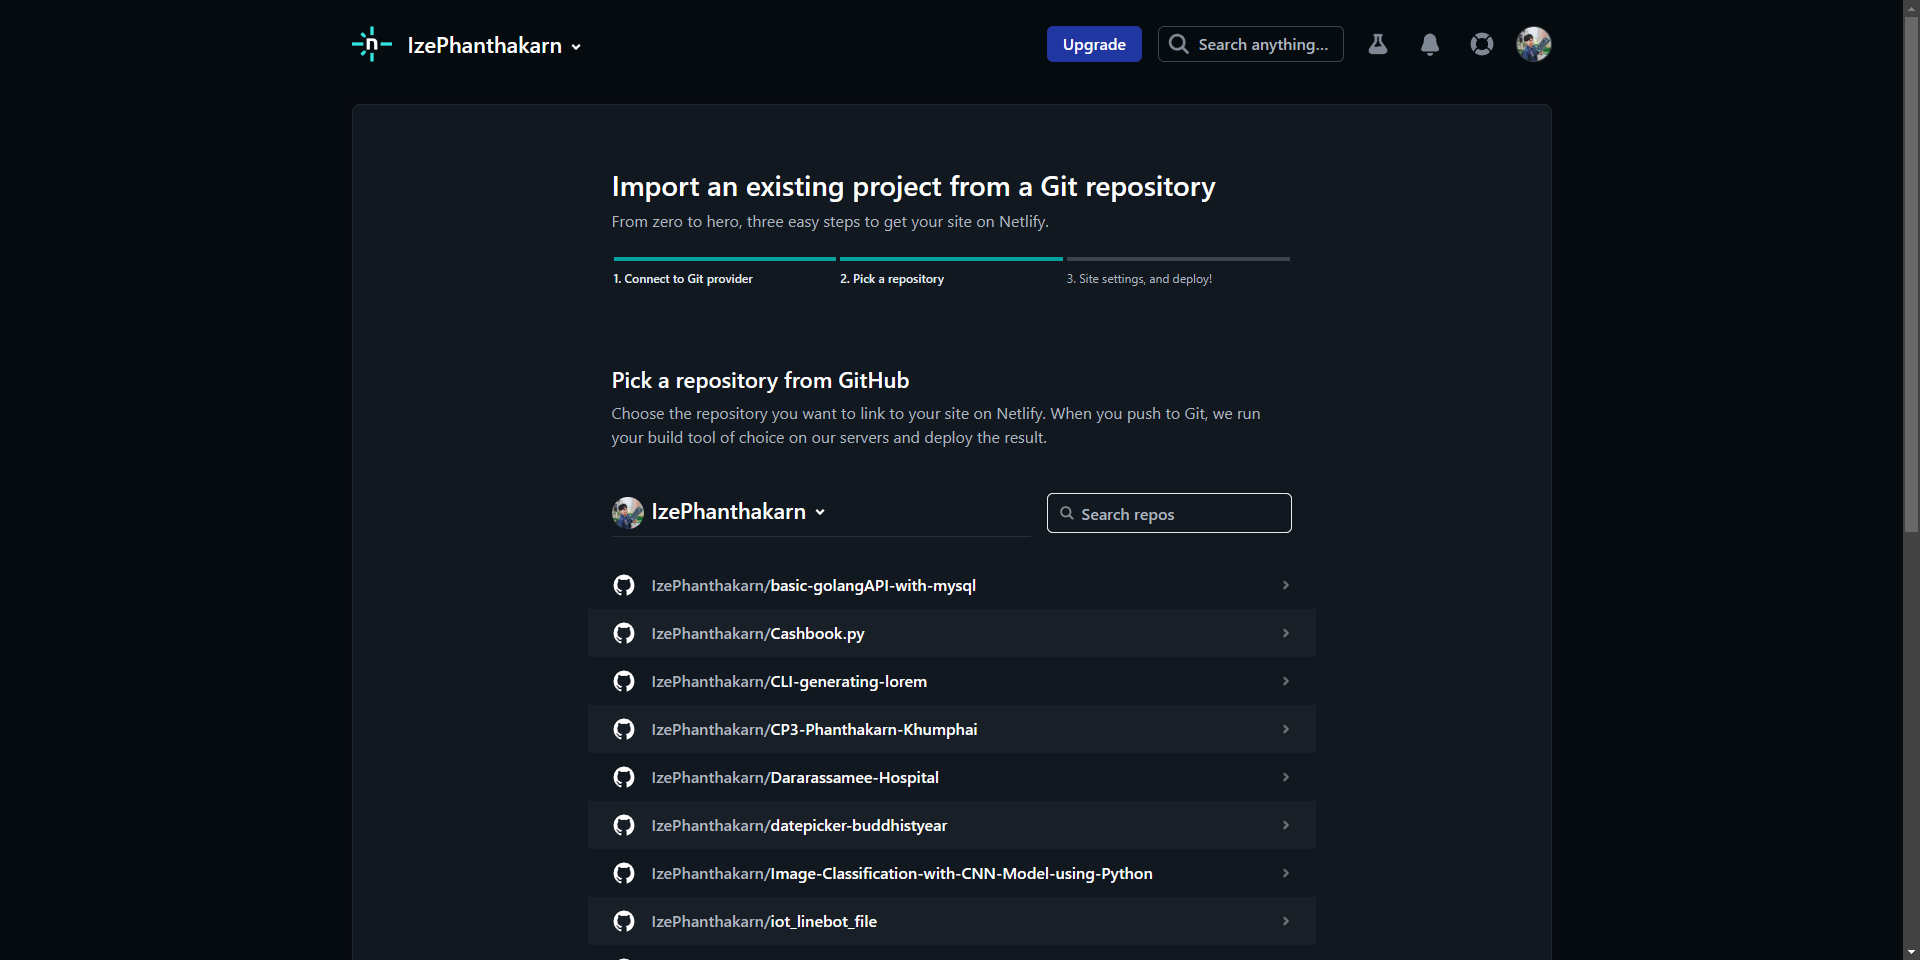 n
IzePhanthakarn
Upgrade
Search anything...
Import an existing project from a Git repository
From zero to hero, three easy steps to get your site on Netlify.
1. Connect to Git provider
2. Pick a repository
3. Site settings, and deploy!
Pick a repository from GitHub
Choose the repository you want to link to your site on Netlify. When you push to Git, we run
your build tool of choice on our servers and deploy the result.
IzePhanthakarn
Search repos
IzePhanthakarn/basic-golangAPI-with-mysql
IzePhanthakarn/Cashbook.py
IzePhanthakarn/CLI-generating-lorem
IzePhanthakarn/CP3-Phanthakarn-Khumphai
IzePhanthakarn/Dararassamee-Hospital
IzePhanthakarn/datepicker-buddhistyear
IzePhanthakarn/Image-Classification-with-CNN-Model-using-Python
IzePhanthakarn/iot_linebot_file